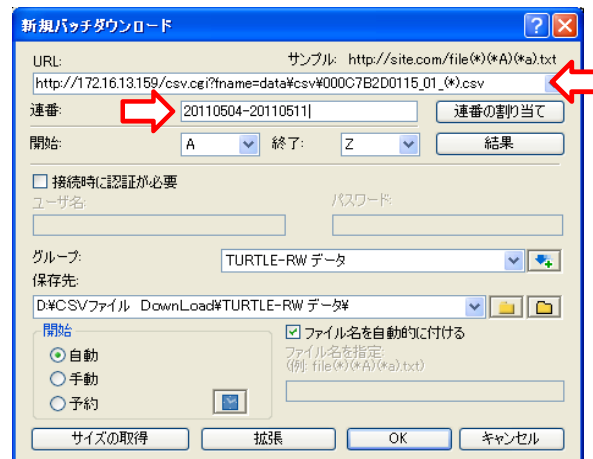 新規バッチダウンロード
URL: サンプル: http://site.com/file(*)(*A)(*a).txt
http://172.16.13.159/csv.cgi?fname=data¥csv¥000C7B2D0115_01_(*).csv
連番: 20110504-20110511 連番の割り当て
開始: A 終了: Z 結果
接続時に認証が必要
ユーザ名: パスワード:
グループ: TURTLE-RW データ
保存先:
D:¥CSVファイル DownLoad¥TURTLE-RW データ¥
開始 ファイル名を自動的に付ける
自動 ファイル名を指定:
(例: file(*)(*A)(*a).txt)
手動
予約
サイズの取得 拡張 OK キャンセル